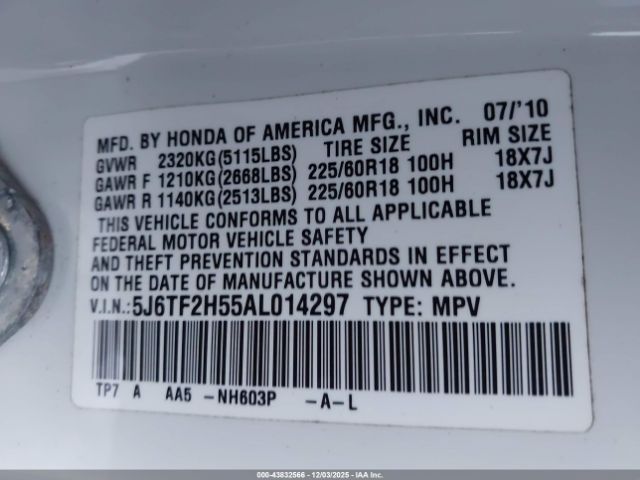 MFD. BY HONDA OF AMERICA MFG., INC. 07/'10
GVWR 2320KG(5115LBS) TIRE SIZE RIM SIZE
GAWR F 1210KG(2668LBS) 225/60R18 100H 18X7J
GAWR R 1140KG(2513LBS) 225/60R18 100H 18X7J
THIS VEHICLE CONFORMS TO ALL APPLICABLE
FEDERAL MOTOR VEHICLE SAFETY
AND THEFT PREVENTION STANDARDS IN EFFECT ON
THE DATE OF MANUFACTURE SHOWN ABOVE.
V.I.N.:5J6TF2H55AL014297 TYPE: MPV
TP7 A AA5 -NH603P -A-L
000-43832566 - 12/03/2025 - IAAI.COM